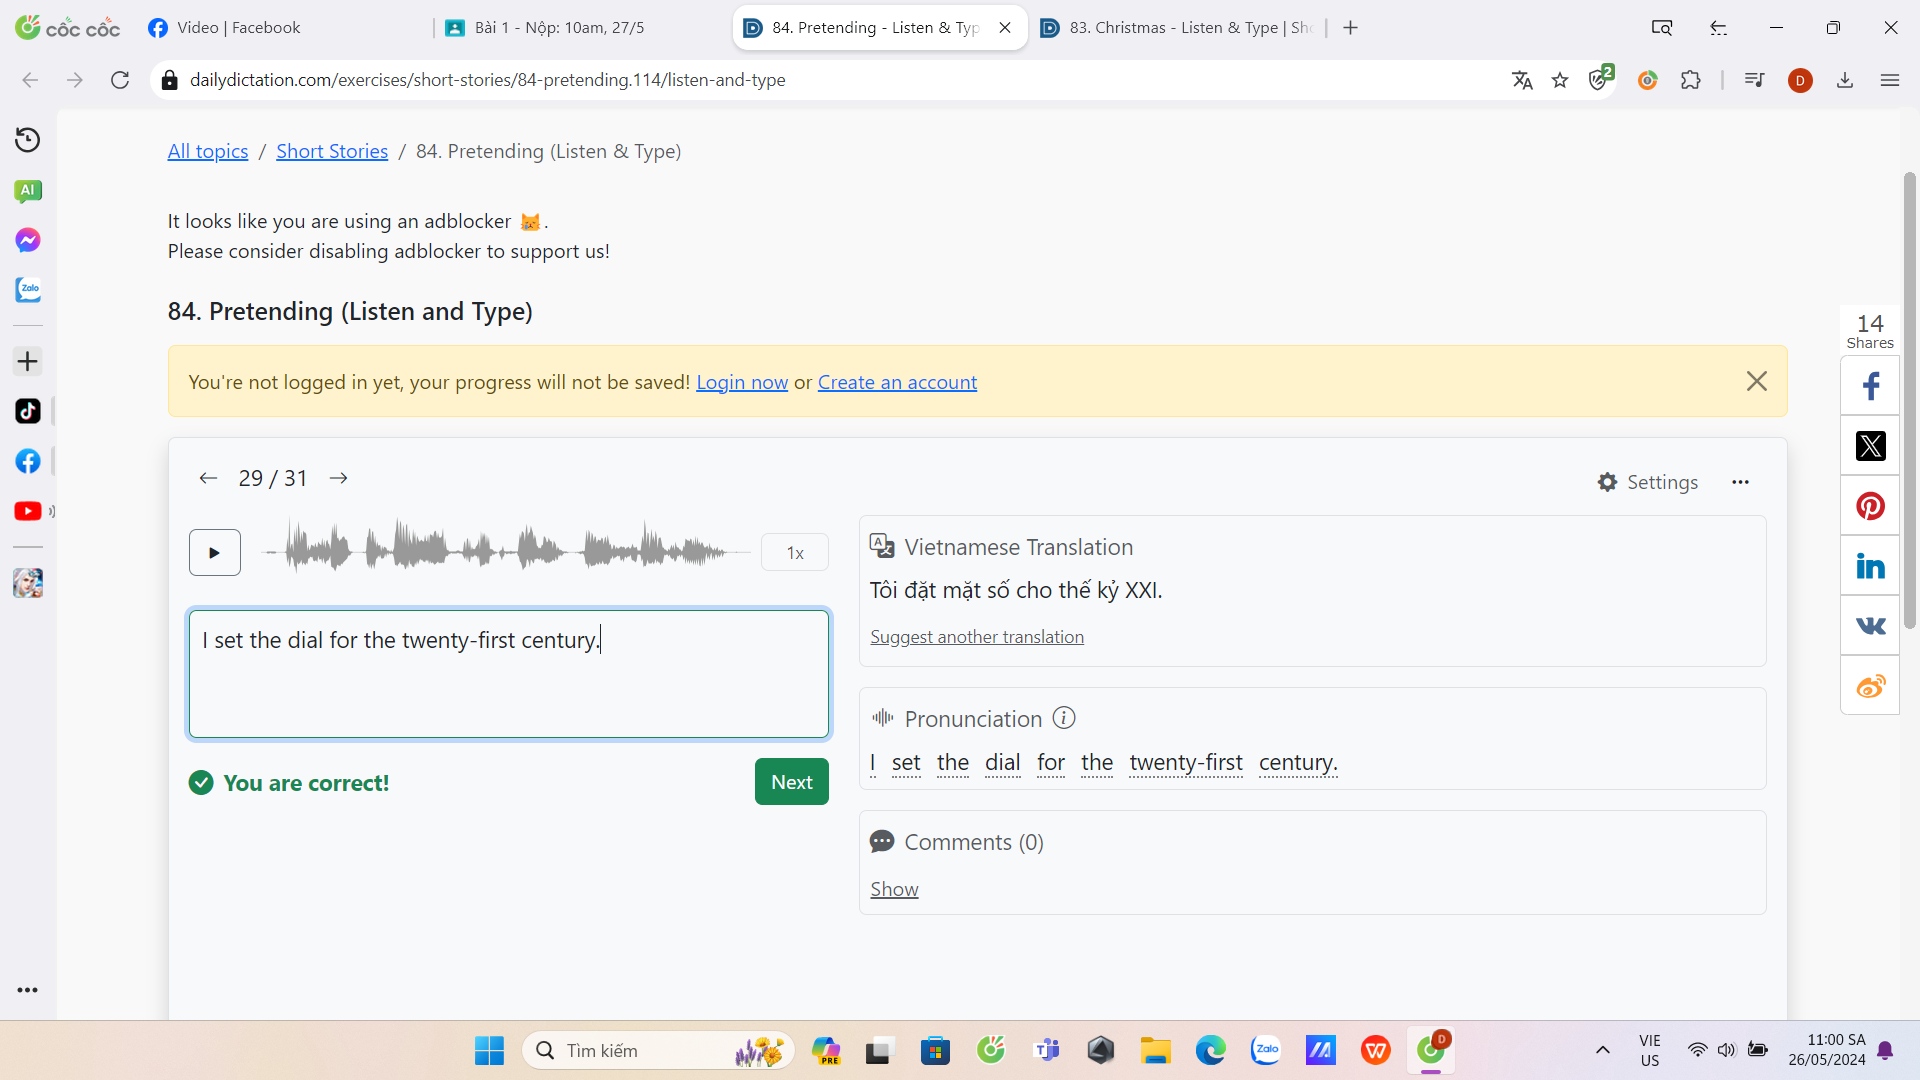 cốc cốc
Video | Facebook
Bài 1 - Nộp: 10am, 27/5
84. Pretending - Listen & Typ
83. Christmas - Listen & Type | Sho
dailydictation.com/exercises/short-stories/84-pretending.114/listen-and-type
2
D
AI
Zalo
All topics / Short Stories / 84. Pretending (Listen & Type)
It looks like you are using an adblocker 😿.
Please consider disabling adblocker to support us!
84. Pretending (Listen and Type)
You're not logged in yet, your progress will not be saved! Login now or Create an account
14
Shares
29 / 31
Settings
1x
Vietnamese Translation
Tôi đặt mặt số cho thế kỷ XXI.
Suggest another translation
I set the dial for the twenty-first century.
Pronunciation
I set the dial for the twenty-first century.
You are correct!
Next
Comments (0)
Show
Tìm kiếm
PRE
Zalo
D
VIE
US
11:00 SA
26/05/2024